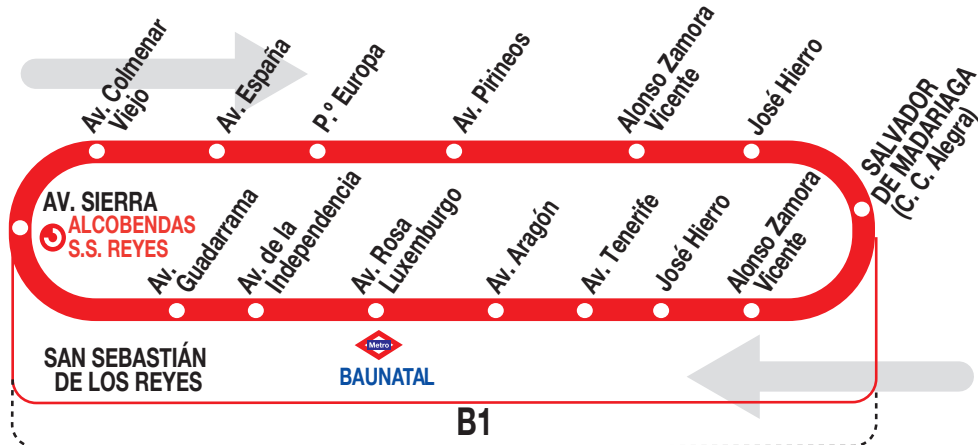 Av. Colmenar
Viejo
Av. España
P.º Europa
Av. Pirineos
Alonso Zamora
Vicente
José Hierro
SALVADOR
DE MADARIAGA
(C. C. Alegra)
AV. SIERRA
ALCOBENDAS
S.S. REYES
Av.
Guadarrama
Av. de la
Independencia
Av. Rosa
Luxemburgo
Av. Aragón
Av. Tenerife
José Hierro
Alonso Zamora
Vicente
Metro
BAUNATAL
SAN SEBASTIÁN
DE LOS REYES
B1